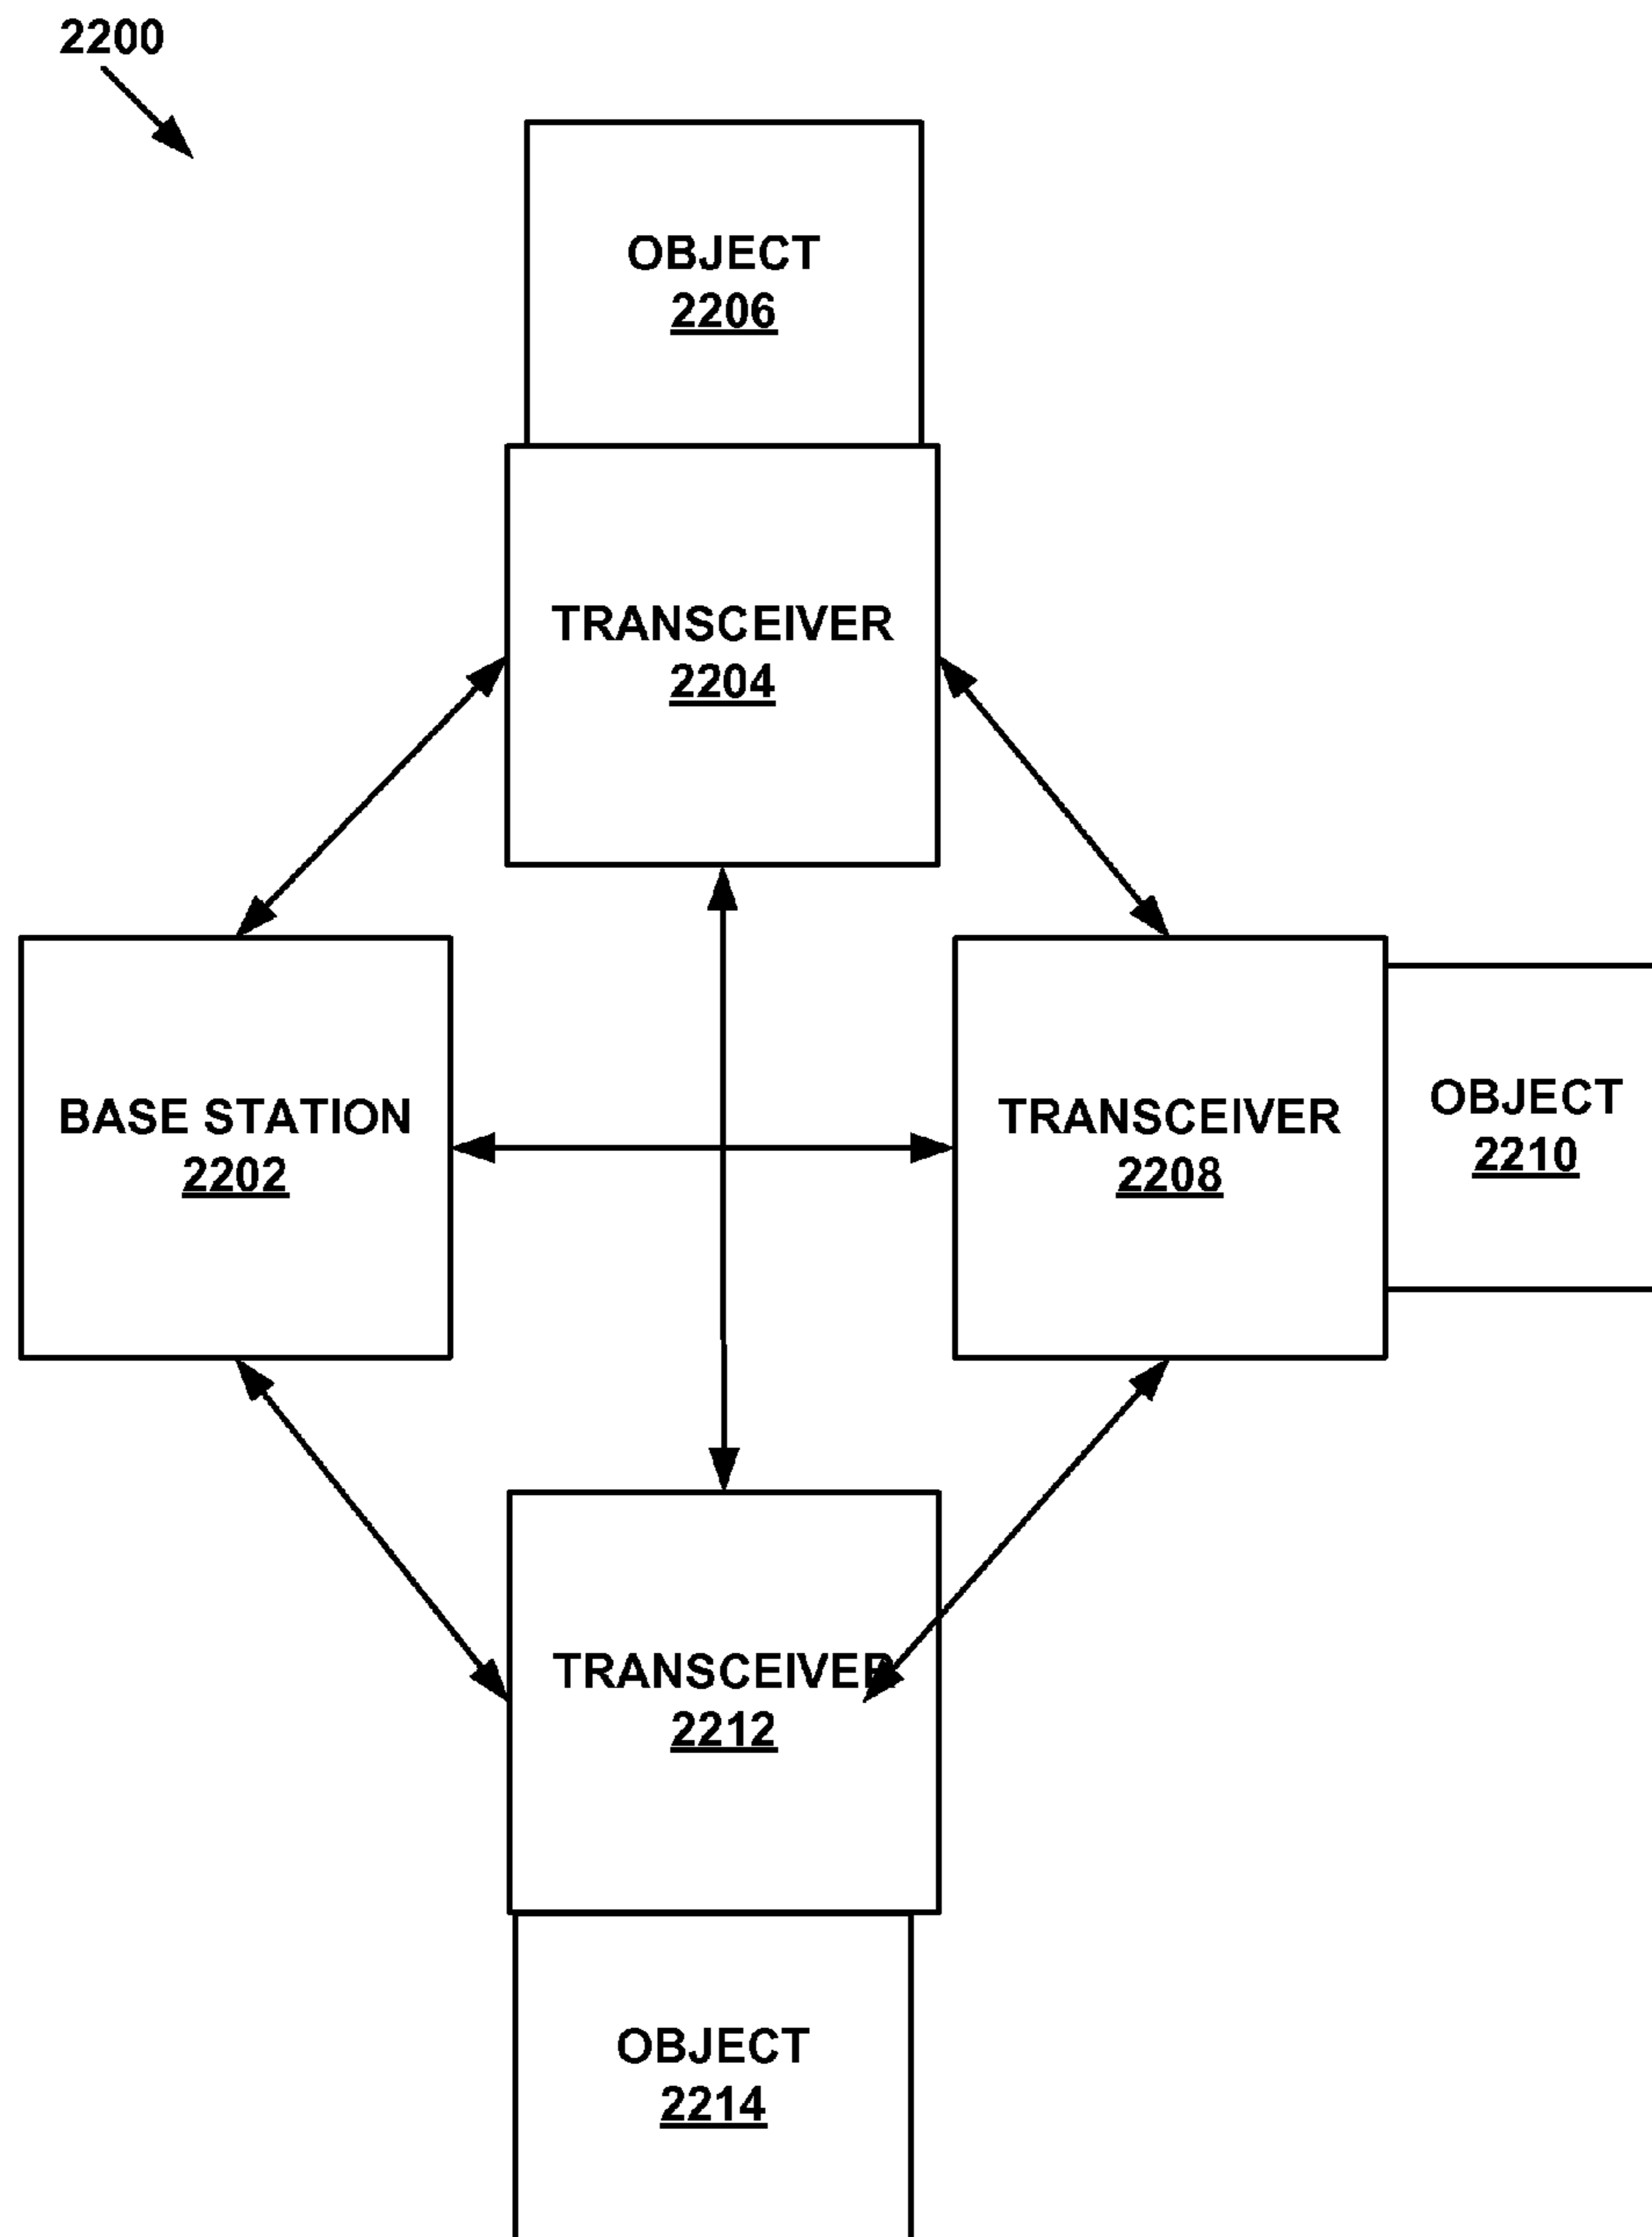 2200
OBJECT
2206
TRANSCEIVER
2204
BASE STATION
2202
TRANSCEIVER
2208
OBJECT
2210
TRANSCEIVER
2212
OBJECT
2214